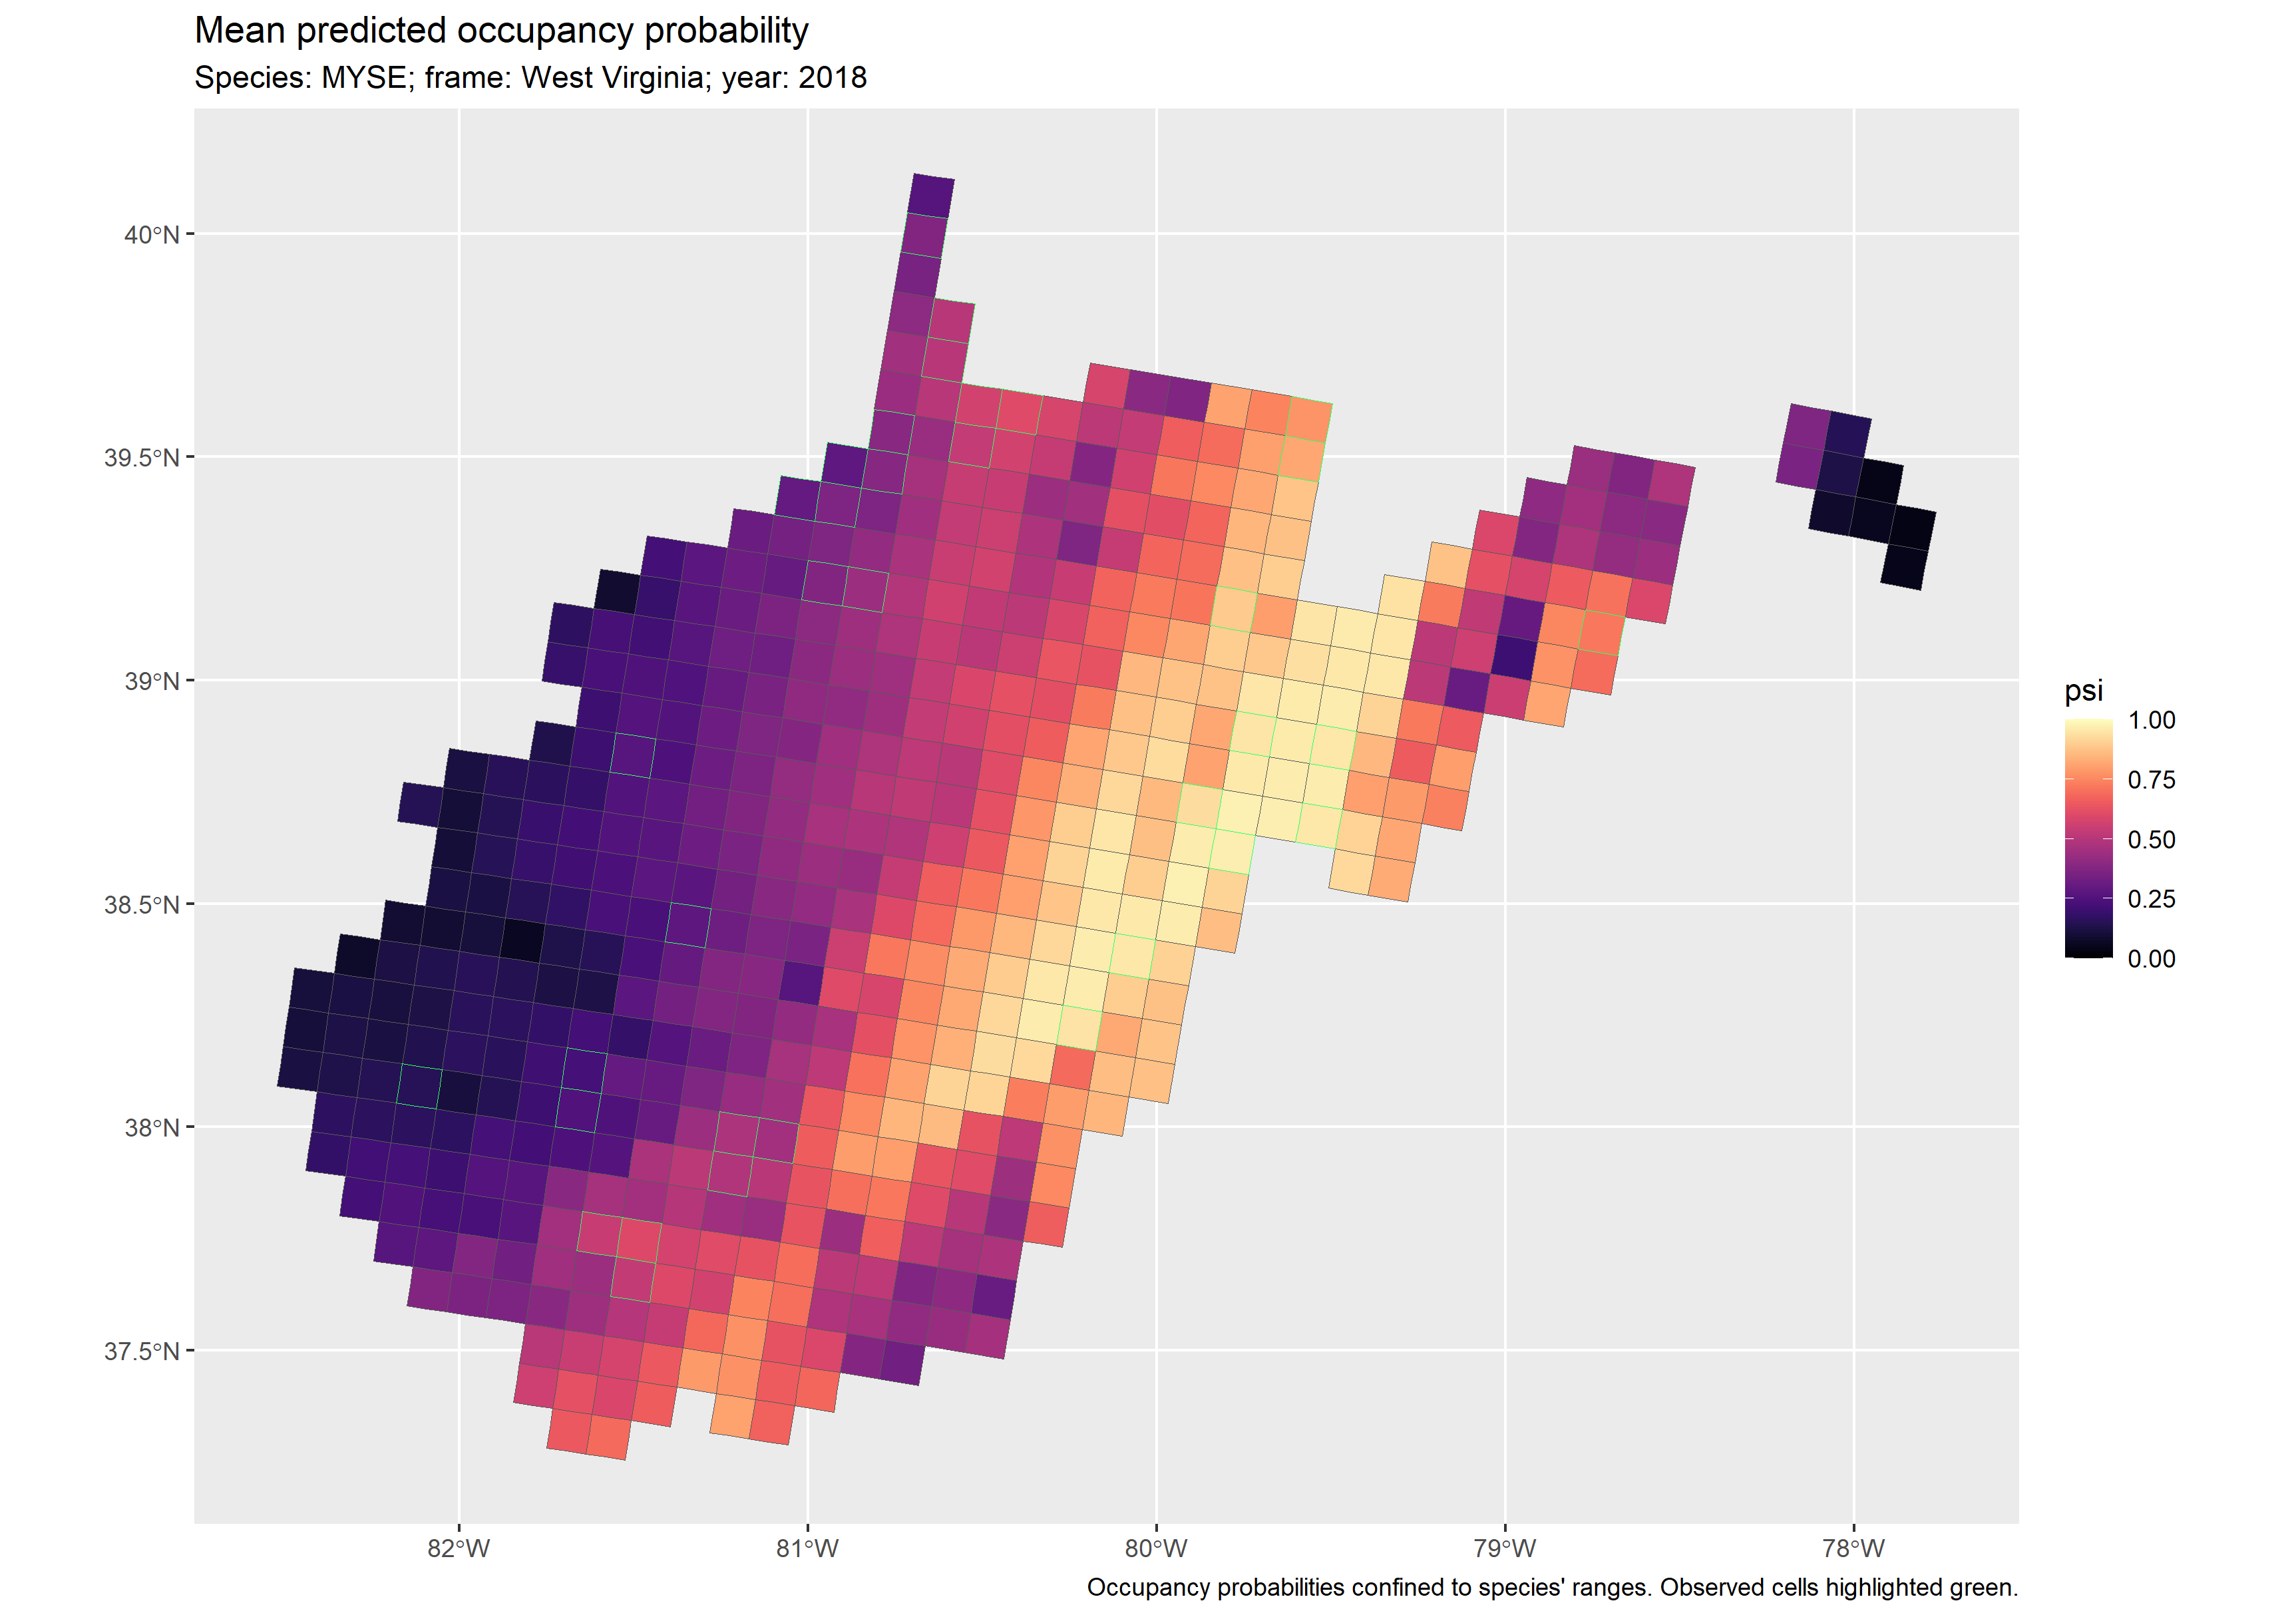 Mean predicted occupancy probability
Species: MYSE; frame: West Virginia; year: 2018
40°N
39.5°N
39°N
38.5°N
38°N
37.5°N
82°W
81°W
80°W
79°W
78°W
psi
1.00
0.75
0.50
0.25
0.00
Occupancy probabilities confined to species' ranges. Observed cells highlighted green.